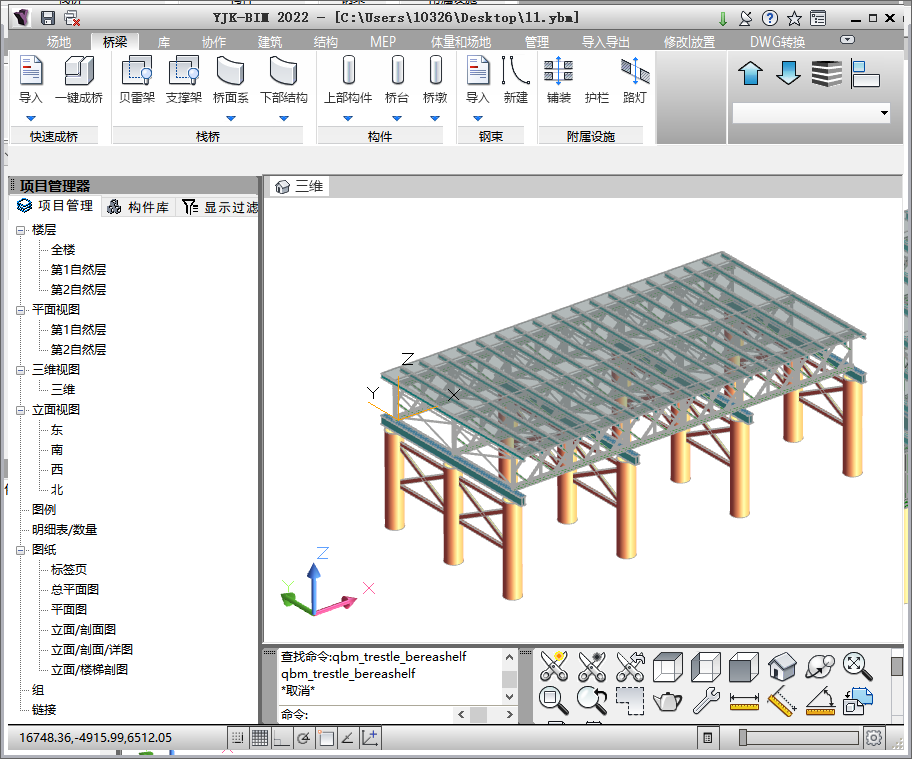 YJK-BIM 2022 - [C:\Users\10326\Desktop\11.ybm]
场地 桥梁 库 协作 建筑 结构 MEP 体量和场地 管理 导入导出 修改|放置 DWG转换
导入 一键成桥 贝雷架 支撑架 桥面系 下部结构 上部构件 桥台 桥墩 导入 新建 铺装 护栏 路灯
快速成桥 栈桥 构件 钢束 附属设施
项目管理器
三维
项目管理 构件库 显示过滤
楼层
全楼
第1自然层
第2自然层
平面视图
第1自然层
第2自然层
三维视图
三维
立面视图
东
南
西
北
图例
明细表/数量
图纸
标签页
总平面图
平面图
立面/剖面图
立面/剖面/详图
立面/楼梯剖图
组
链接
Z
Y
X
Z
Y
X
查找命令:qbm_trestle_bereashelf
qbm_trestle_bereashelf
*取消*
命令:
16748.36,-4915.99,6512.05